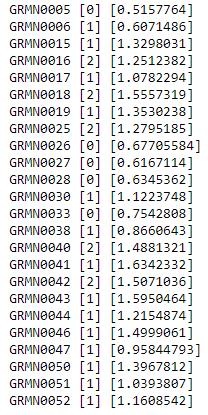 GRMN0005 [0] [0.5157764]
GRMN0006 [1] [0.6071486]
GRMN0015 [1] [1.3298031]
GRMN0016 [2] [1.2512382]
GRMN0017 [1] [1.0782294]
GRMN0018 [2] [1.5557319]
GRMN0019 [1] [1.3530238]
GRMN0025 [2] [1.2795185]
GRMN0026 [0] [0.67705584]
GRMN0027 [0] [0.6167114]
GRMN0028 [0] [0.6345362]
GRMN0030 [1] [1.1223748]
GRMN0033 [0] [0.7542808]
GRMN0038 [1] [0.8660643]
GRMN0040 [2] [1.4881321]
GRMN0041 [1] [1.6342332]
GRMN0042 [2] [1.5071036]
GRMN0043 [1] [1.5950464]
GRMN0044 [1] [1.2154874]
GRMN0046 [1] [1.4999061]
GRMN0047 [1] [0.95844793]
GRMN0050 [1] [1.3967812]
GRMN0051 [1] [1.0393807]
GRMN0052 [1] [1.1608542]